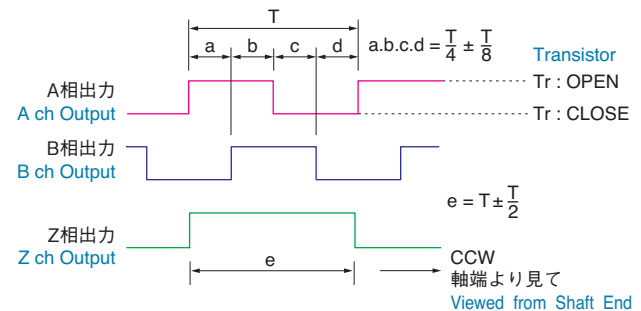 T
a b c d
a.b.c.d = T/4 ± T/8
Transistor
A相出力
A ch Output
Tr : OPEN
Tr : CLOSE
B相出力
B ch Output
e = T ± T/2
Z相出力
Z ch Output
e
CCW
軸端より見て
Viewed from Shaft End